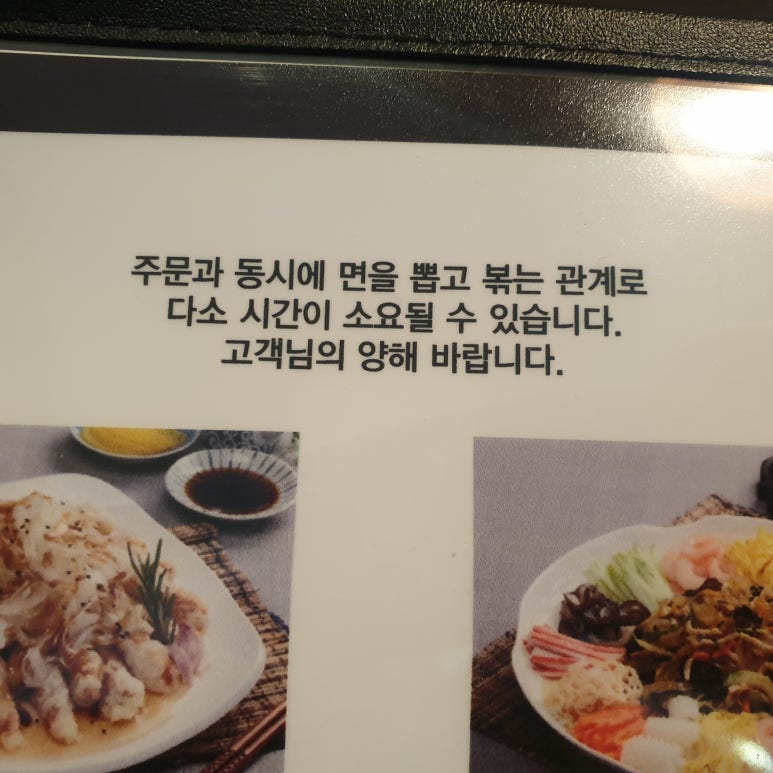 주문과 동시에 면을 뽑고 볶는 관계로
다소 시간이 소요될 수 있습니다.
고객님의 양해 바랍니다.